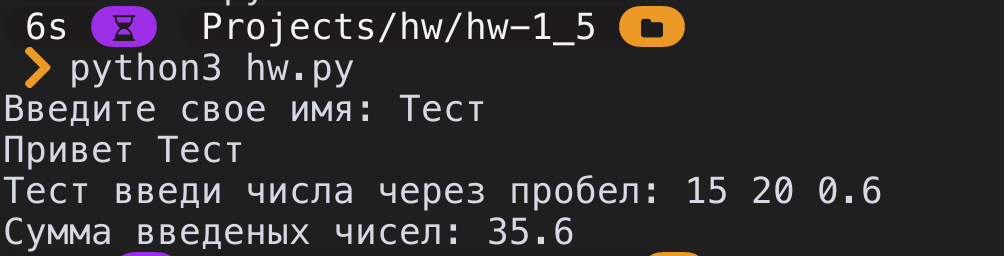 6s Projects/hw/hw-1_5
python3 hw.py
Введите свое имя: Тест
Привет Тест
Тест введи числа через пробел: 15 20 0.6
Сумма введеных чисел: 35.6